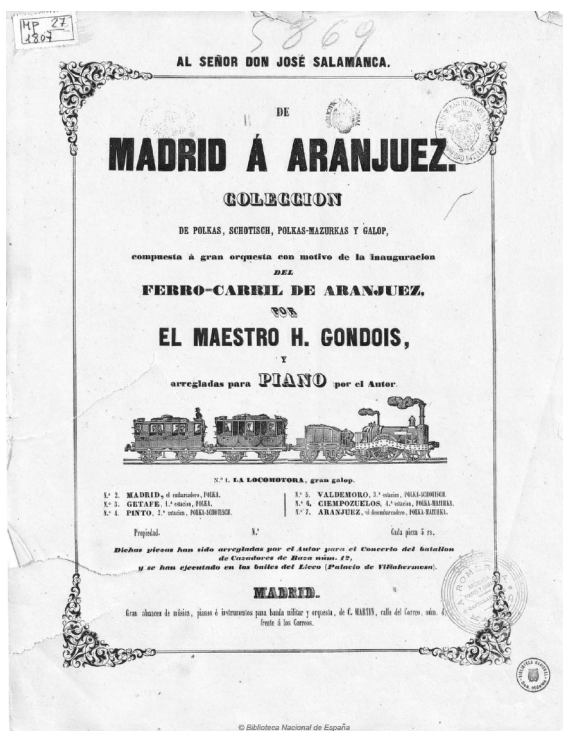 MP 27
1807
5869
AL SEÑOR DON JOSÉ SALAMANCA.
DE
MADRID Á ARANJUEZ.
COLECCION
DE POLKAS, SCHOTISCH, POLKAS-MAZURKAS Y GALOP,
compuesta á gran orquesta con motivo de la inauguracion
DEL
FERRO-CARRIL DE ARANJUEZ,
POR
EL MAESTRO H. GONDOIS,
Y
arregladas para PIANO por el Autor.
N.º 1. LA LOCOMOTORA, gran galop.
N.º 2. MADRID, el embarcadero, POLKA.
N.º 3. GETAFE, 1.ª estacion, POLKA.
N.º 4. PINTO, 2.ª estacion, POLKA-SCHOTISCH.
N.º 5. VALDEMORO, 3.ª estacion, POLKA-SCHOTISCH.
N.º 6. CIEMPOZUELOS, 4.ª estacion, POLKA-MAZURKA.
N.º 7. ARANJUEZ, el desembarcadero, POLKA-MAZURKA.
Propiedad. N.º Cada pieza 5 rs.
Dichas piezas han sido arregladas por el Autor para el Concerto del batallon
de Cazadores de Baza núm. 12,
y se han ejecutado en los bailes del Liceo (Palacio de Villahermosa).
MADRID.
Gran almacen de música, pianos é instrumentos para banda militar y orquesta, de C. MARTIN, calle del Correo, núm.
frente á los Correos.
BIBLIOTECA NACIONAL
© Biblioteca Nacional de España